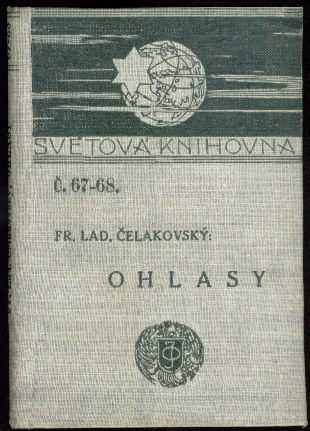 SVĚTOVÁ KNIHOVNA
Č. 67-68.
FR. LAD. ČELAKOVSKÝ:
OHLASY